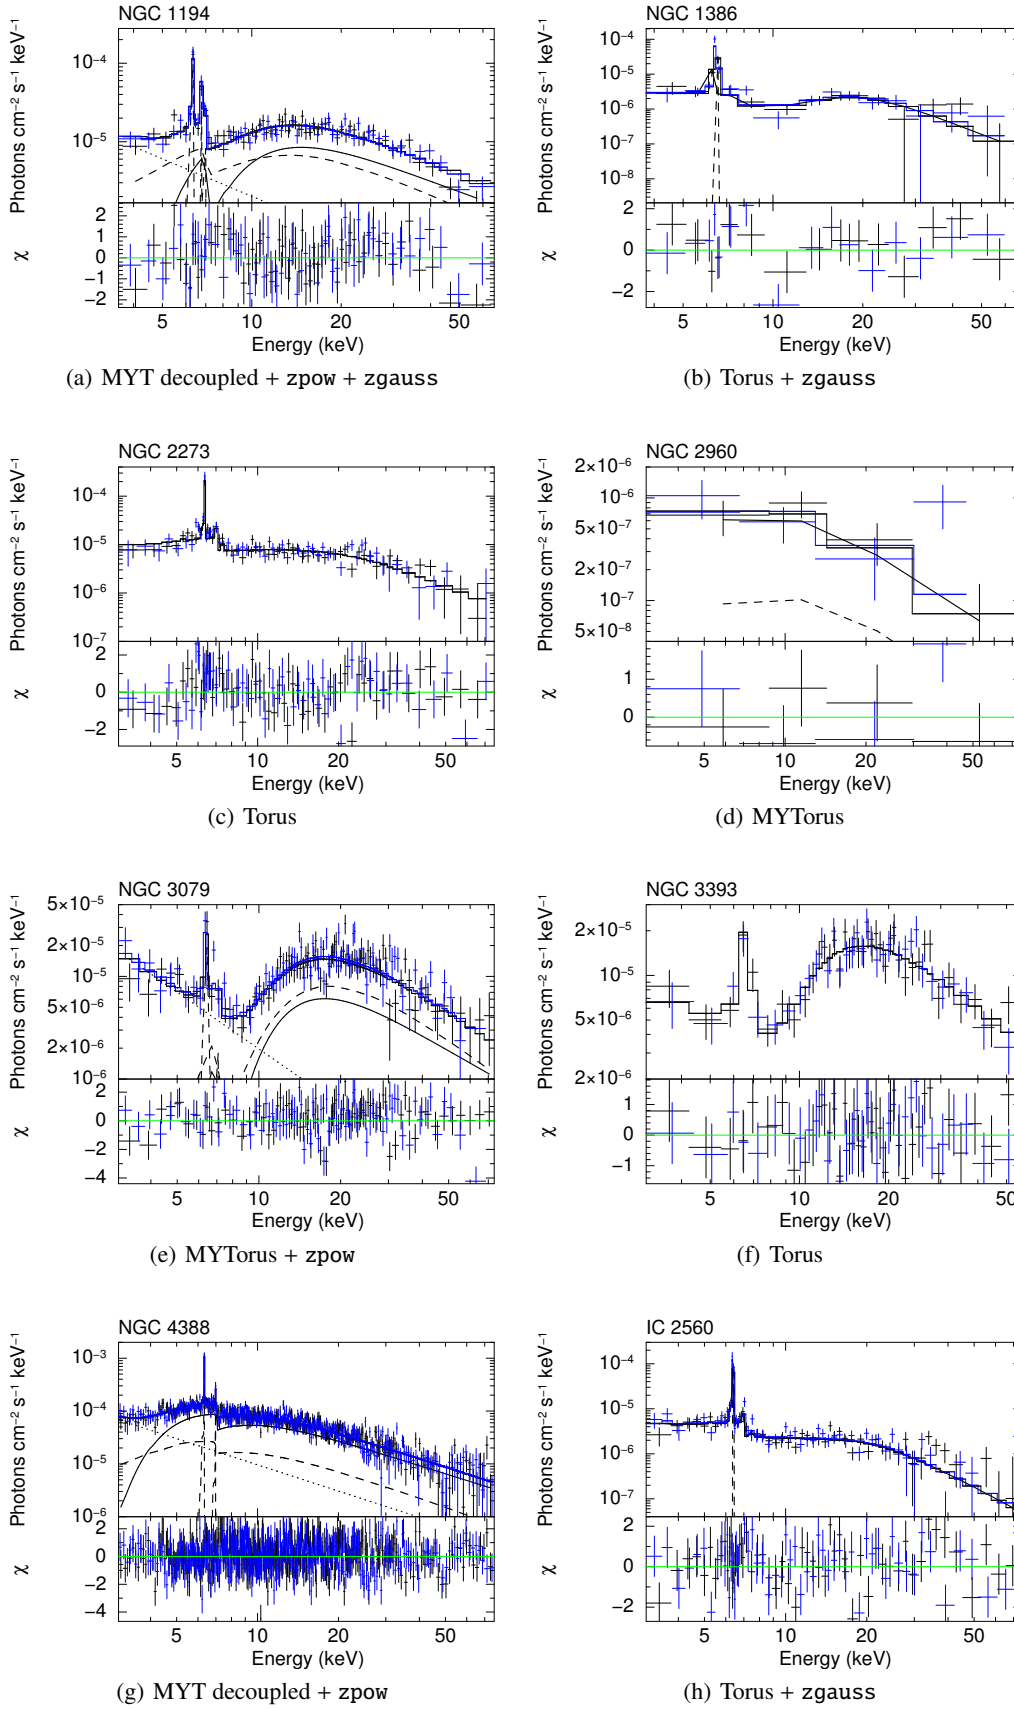 NGC 1194
Photons cm⁻² s⁻¹ keV⁻¹
10⁻⁴
10⁻⁵
χ
2
1
0
−1
−2
5 10 20 50
Energy (keV)
(a) MYT decoupled + zpow + zgauss
NGC 1386
Photons cm⁻² s⁻¹ keV⁻¹
10⁻⁴
10⁻⁵
10⁻⁶
10⁻⁷
10⁻⁸
χ
2
0
−2
5 10 20 50
Energy (keV)
(b) Torus + zgauss
NGC 2273
Photons cm⁻² s⁻¹ keV⁻¹
10⁻⁴
10⁻⁵
10⁻⁶
10⁻⁷
χ
2
0
−2
5 10 20 50
Energy (keV)
(c) Torus
NGC 2960
Photons cm⁻² s⁻¹ keV⁻¹
2×10⁻⁶
10⁻⁶
5×10⁻⁷
2×10⁻⁷
10⁻⁷
5×10⁻⁸
χ
1
0
5 10 20 50
Energy (keV)
(d) MYTorus
NGC 3079
Photons cm⁻² s⁻¹ keV⁻¹
5×10⁻⁵
2×10⁻⁵
10⁻⁵
5×10⁻⁶
2×10⁻⁶
10⁻⁶
χ
2
0
−2
−4
5 10 20 50
Energy (keV)
(e) MYTorus + zpow
NGC 3393
Photons cm⁻² s⁻¹ keV⁻¹
2×10⁻⁵
10⁻⁵
5×10⁻⁶
2×10⁻⁶
χ
1
0
−1
5 10 20 50
Energy (keV)
(f) Torus
NGC 4388
Photons cm⁻² s⁻¹ keV⁻¹
10⁻³
10⁻⁴
10⁻⁵
10⁻⁶
χ
2
0
−2
−4
5 10 20 50
Energy (keV)
(g) MYT decoupled + zpow
IC 2560
Photons cm⁻² s⁻¹ keV⁻¹
10⁻⁴
10⁻⁵
10⁻⁶
10⁻⁷
χ
2
0
−2
5 10 20 50
Energy (keV)
(h) Torus + zgauss